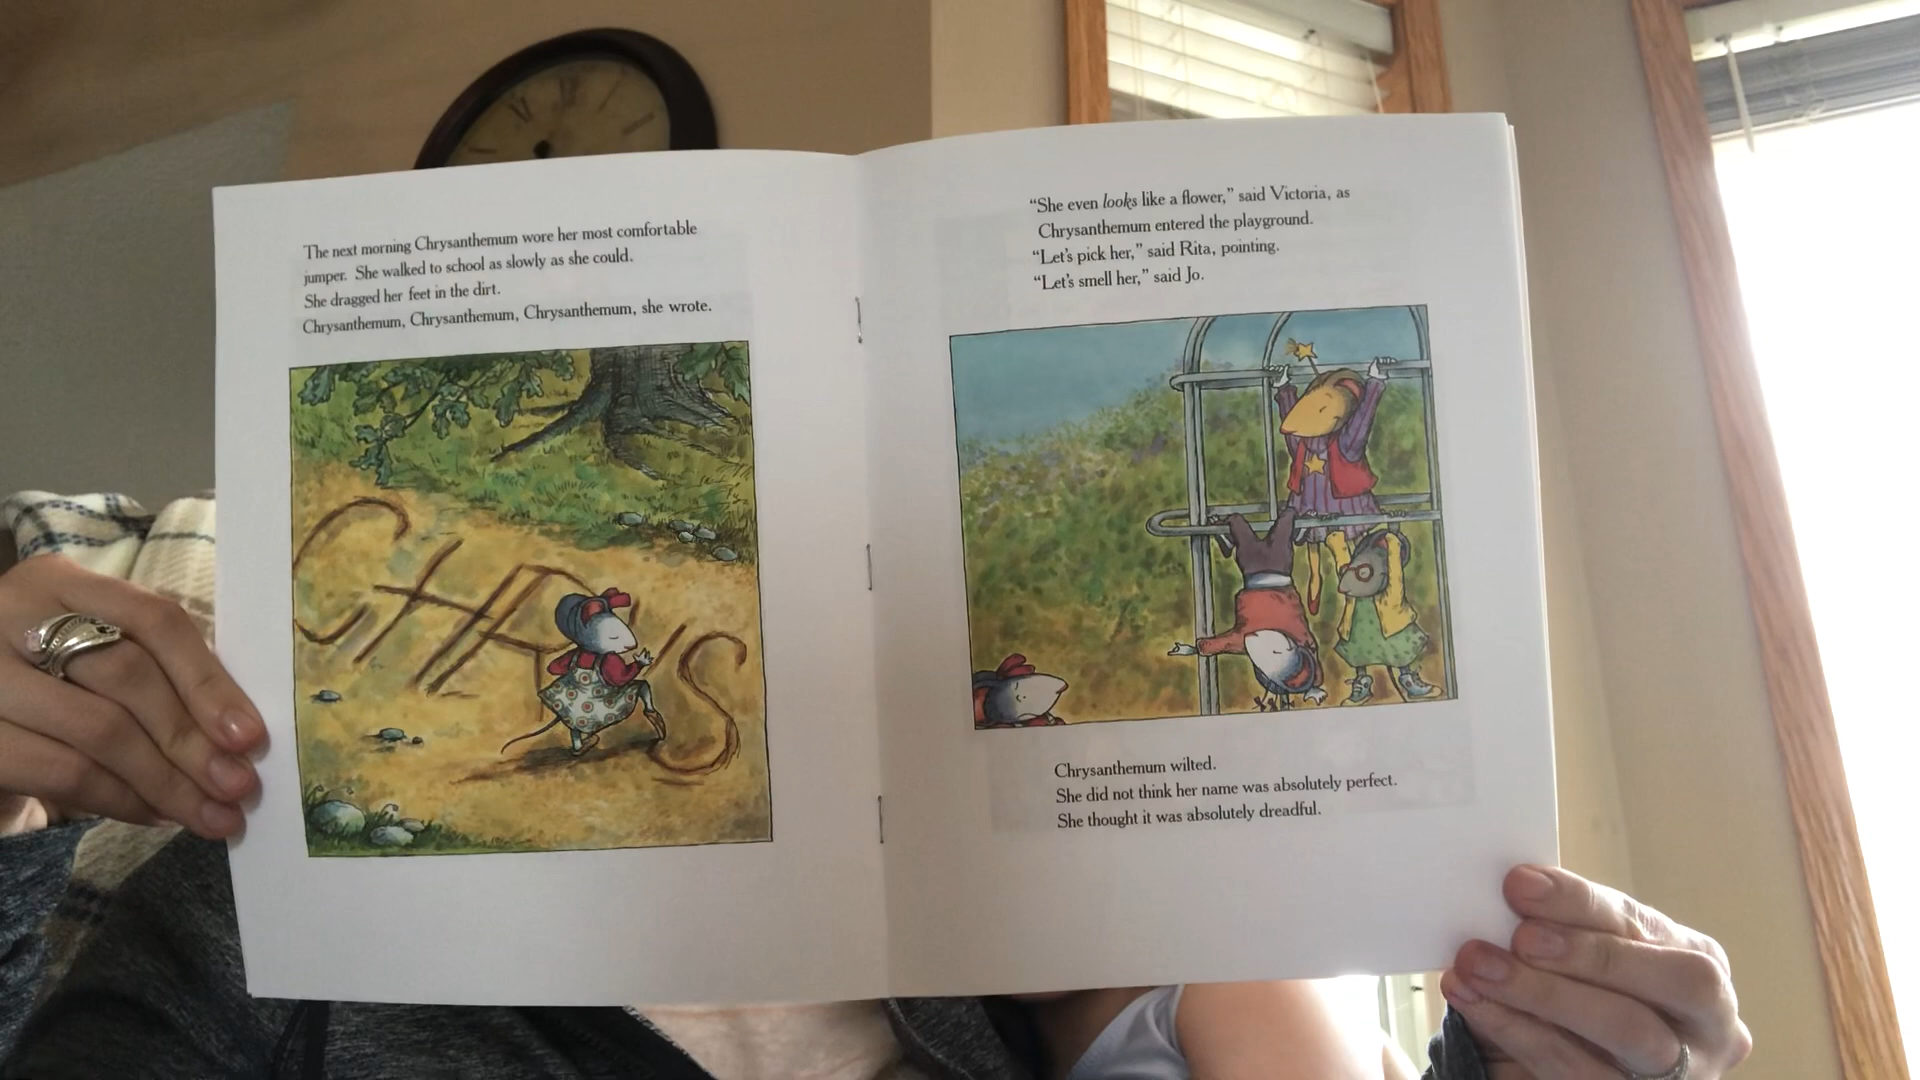 The next morning Chrysanthemum wore her most comfortable
jumper. She walked to school as slowly as she could.
She dragged her feet in the dirt.
Chrysanthemum, Chrysanthemum, Chrysanthemum, she wrote.
CHRYS
“She even looks like a flower,” said Victoria, as
Chrysanthemum entered the playground.
“Let’s pick her,” said Rita, pointing.
“Let’s smell her,” said Jo.
Chrysanthemum wilted.
She did not think her name was absolutely perfect.
She thought it was absolutely dreadful.